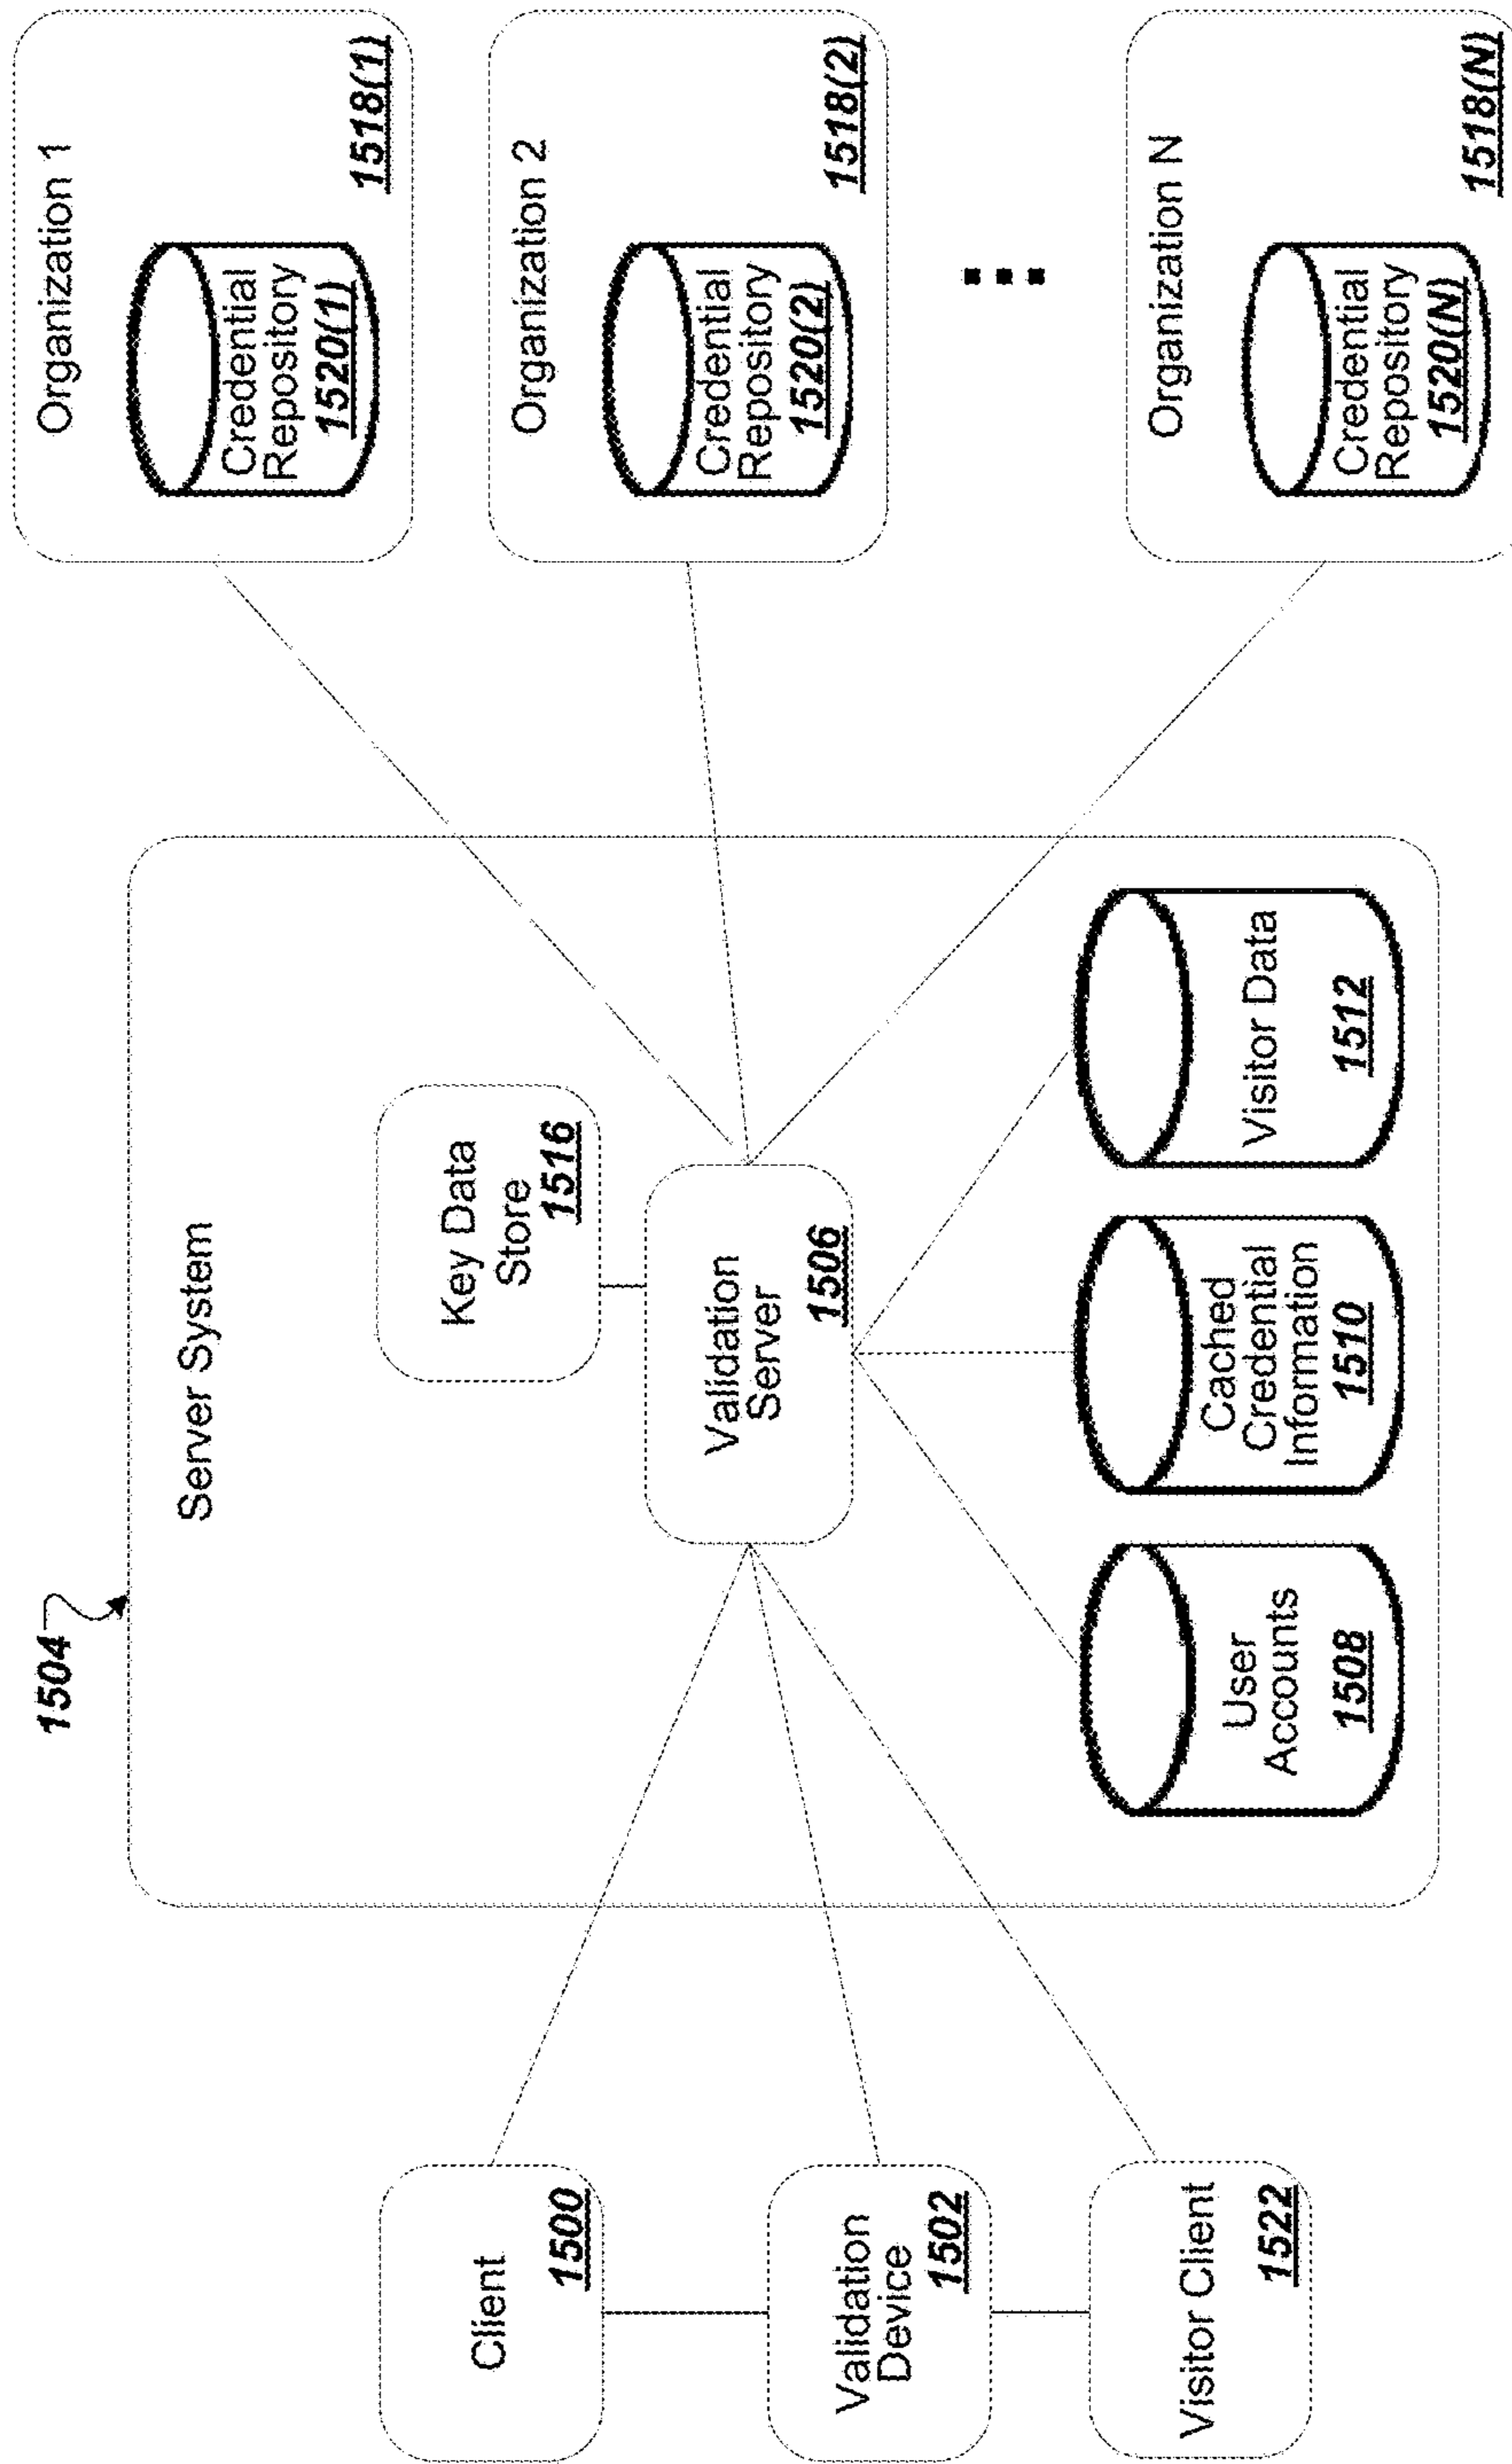 1504
Server System
Key Data
Store
1516
Validation
Server
1506
User
Accounts
1508
Cached
Credential
Information
1510
Visitor Data
1512
Client
1500
Validation
Device
1502
Visitor Client
1522
Organization 1
Credential
Repository
1520(1)
1518(1)
Organization 2
Credential
Repository
1520(2)
1518(2)
Organization N
Credential
Repository
1520(N)
1518(N)